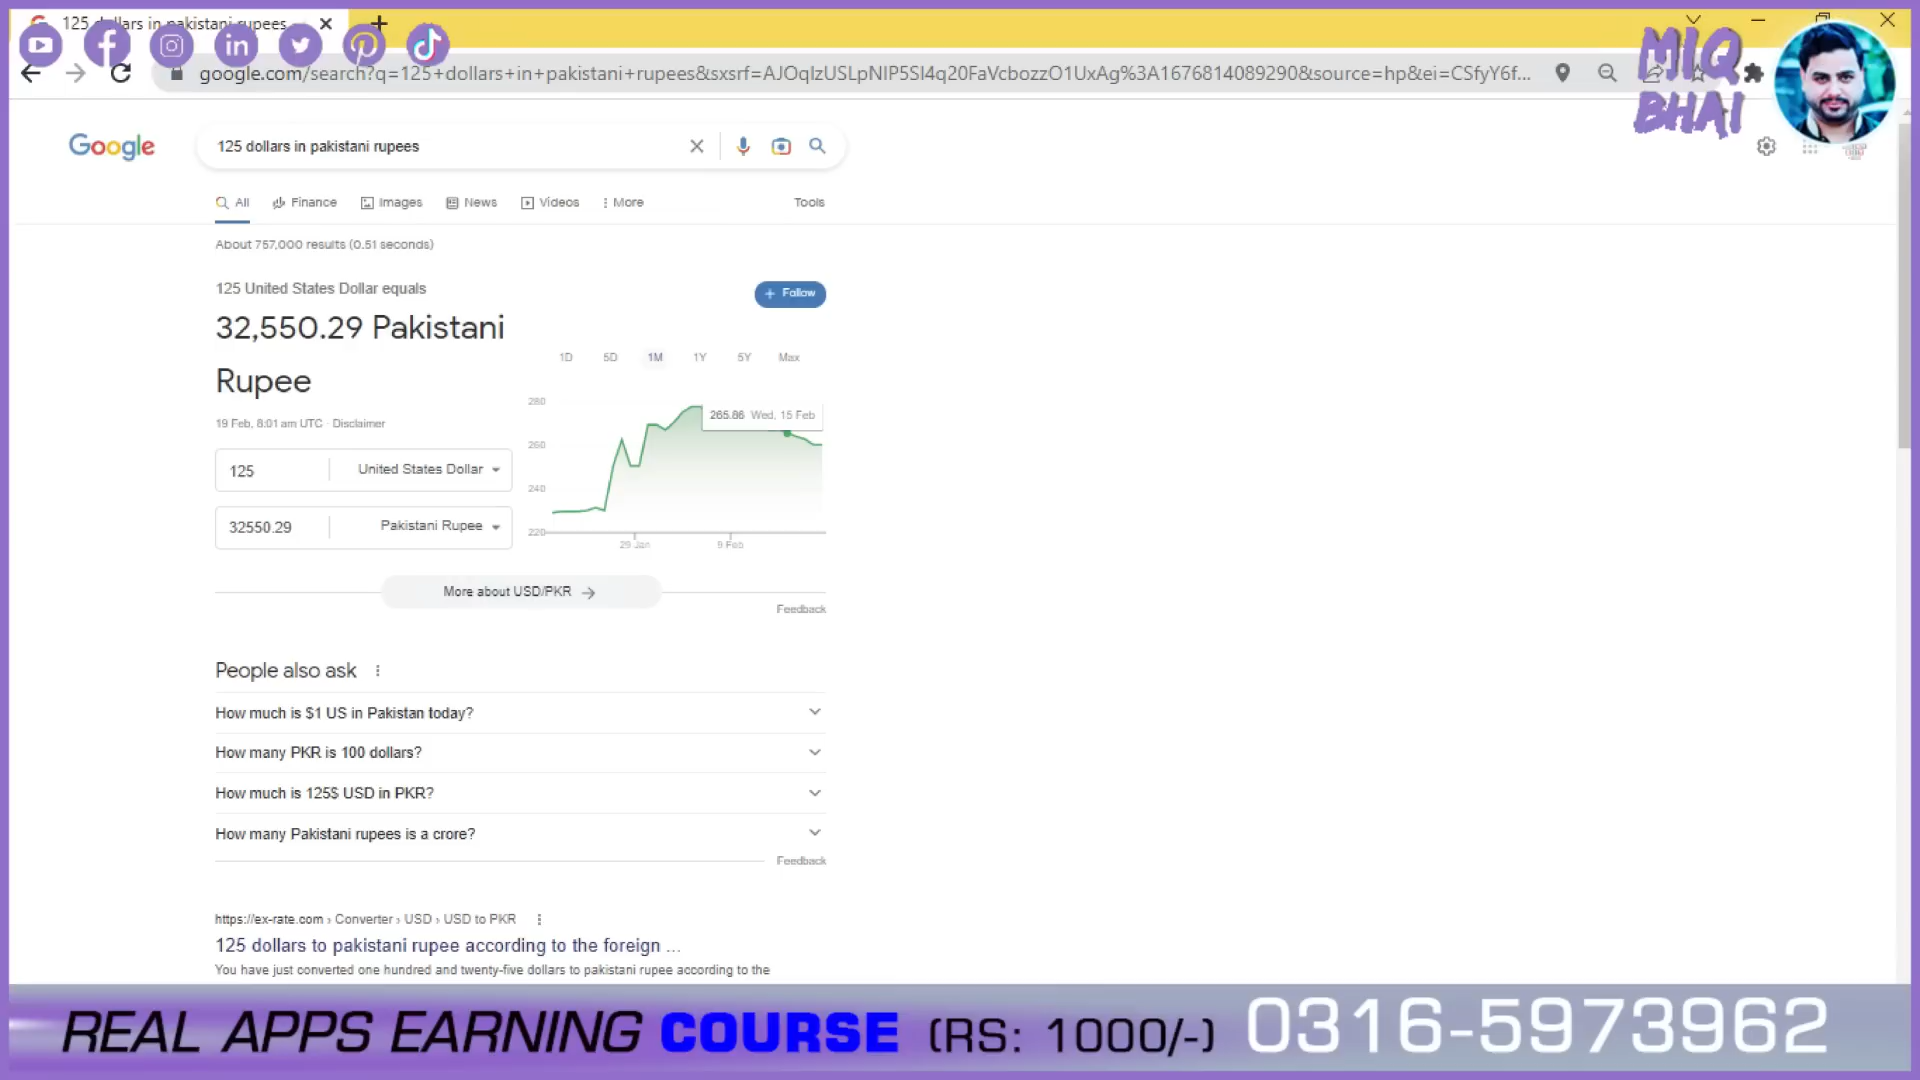 125 dollars in pakistani rupees
google.com/search?q=125+dollars+in+pakistani+rupees&sxsrf=AJOqlzUSLpNIP5SI4q20FaVcbozzO1UxAg%3A1676814089290&source=hp&ei=CSfyY6f...
MIQ
BHAI
Google
125 dollars in pakistani rupees
All
Finance
Images
News
Videos
More
Tools
About 757,000 results (0.51 seconds)
125 United States Dollar equals
Follow
32,550.29 Pakistani
Rupee
19 Feb, 8:01 am UTC · Disclaimer
125
United States Dollar
32550.29
Pakistani Rupee
1D 5D 1M 1Y 5Y Max
280
265.86 Wed, 15 Feb
260
240
220
29 Jan
9 Feb
More about USD/PKR
Feedback
People also ask
How much is $1 US in Pakistan today?
How many PKR is 100 dollars?
How much is 125$ USD in PKR?
How many Pakistani rupees is a crore?
Feedback
https://ex-rate.com › Converter › USD › USD to PKR
125 dollars to pakistani rupee according to the foreign ...
You have just converted one hundred and twenty-five dollars to pakistani rupee according to the
REAL APPS EARNING COURSE (RS: 1000/-) 0316-5973962